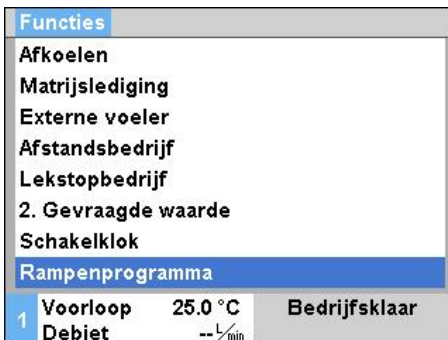 Functies
Afkoelen
Matrijslediging
Externe voeler
Afstandsbedrijf
Lekstopbedrijf
2. Gevraagde waarde
Schakelklok
Rampenprogramma
1 Voorloop 25.0 °C Bedrijfsklaar
Debiet -- L/min